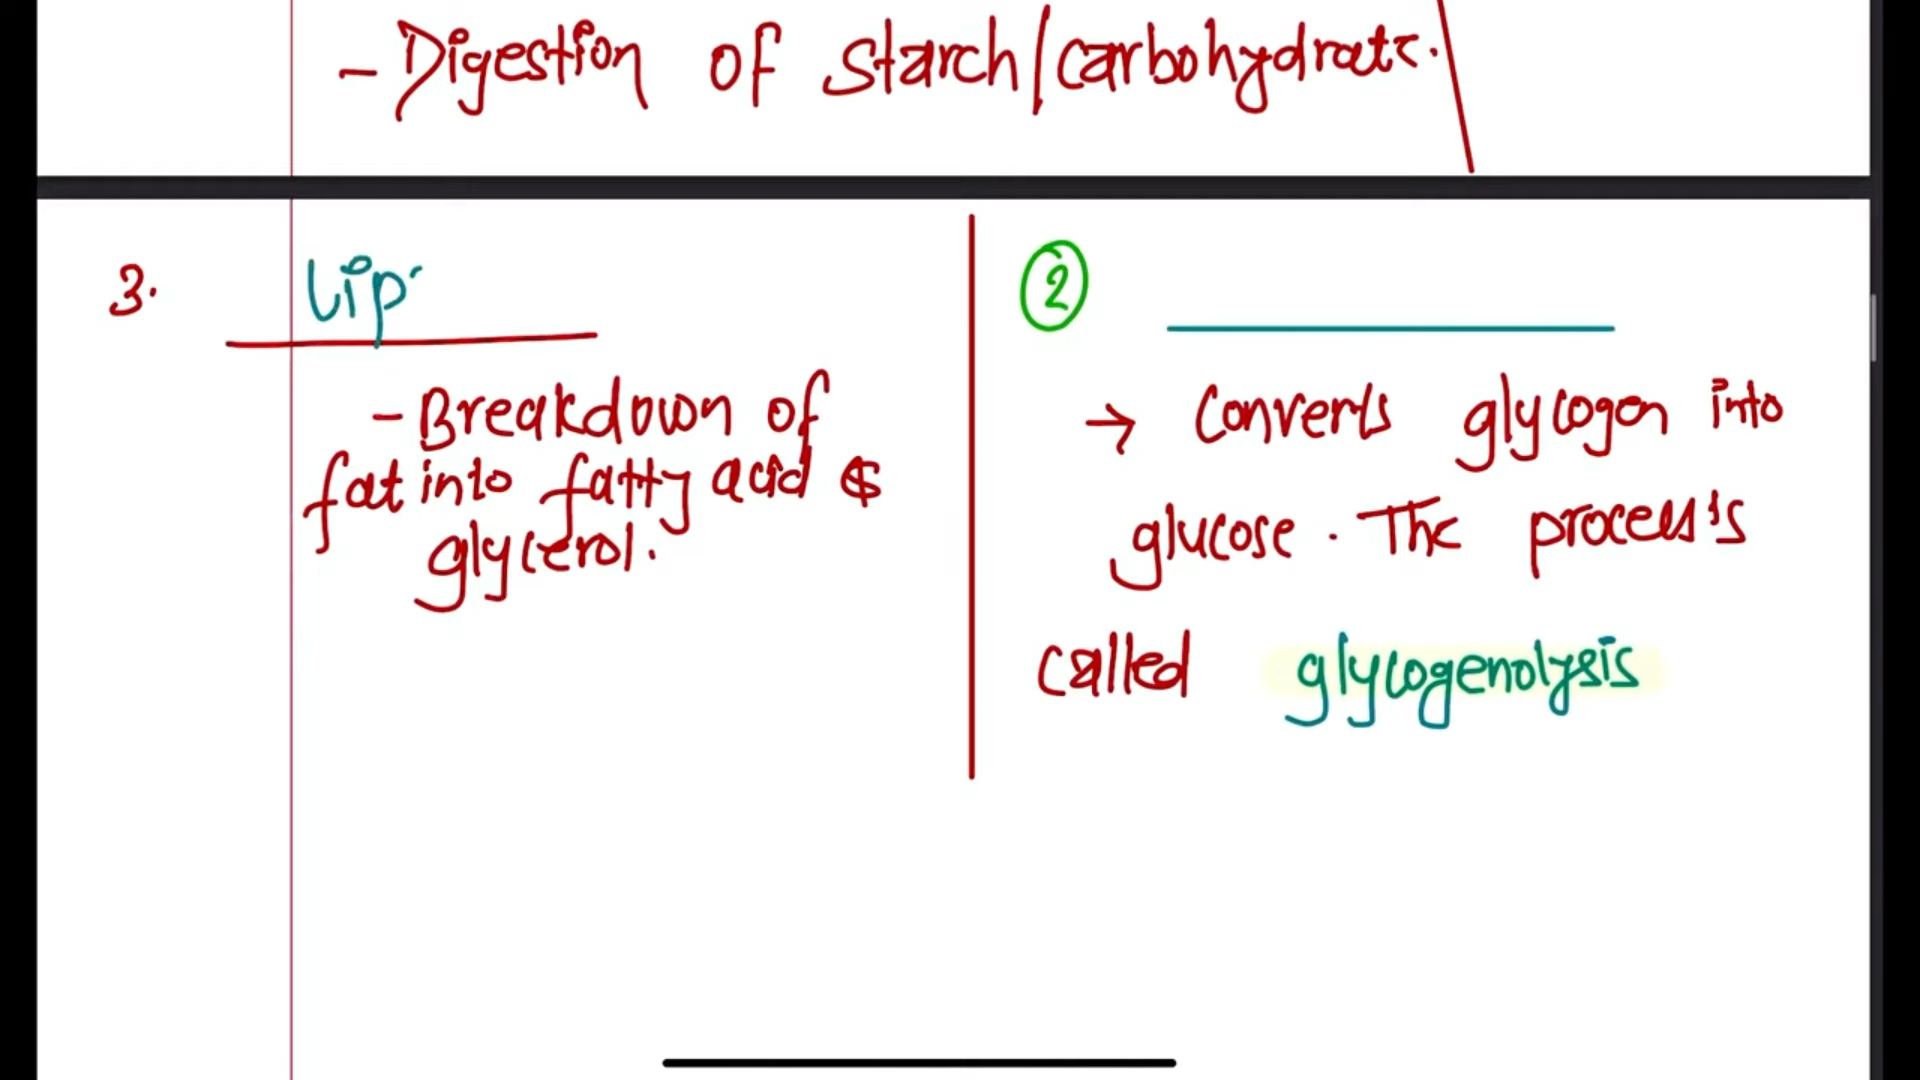 - Digestion of starch/carbohydrate.
3. Lip
- Breakdown of
fat into fatty acid &
glycerol.
②
→ Converts glycogen into
glucose. The process is
called glycogenolysis